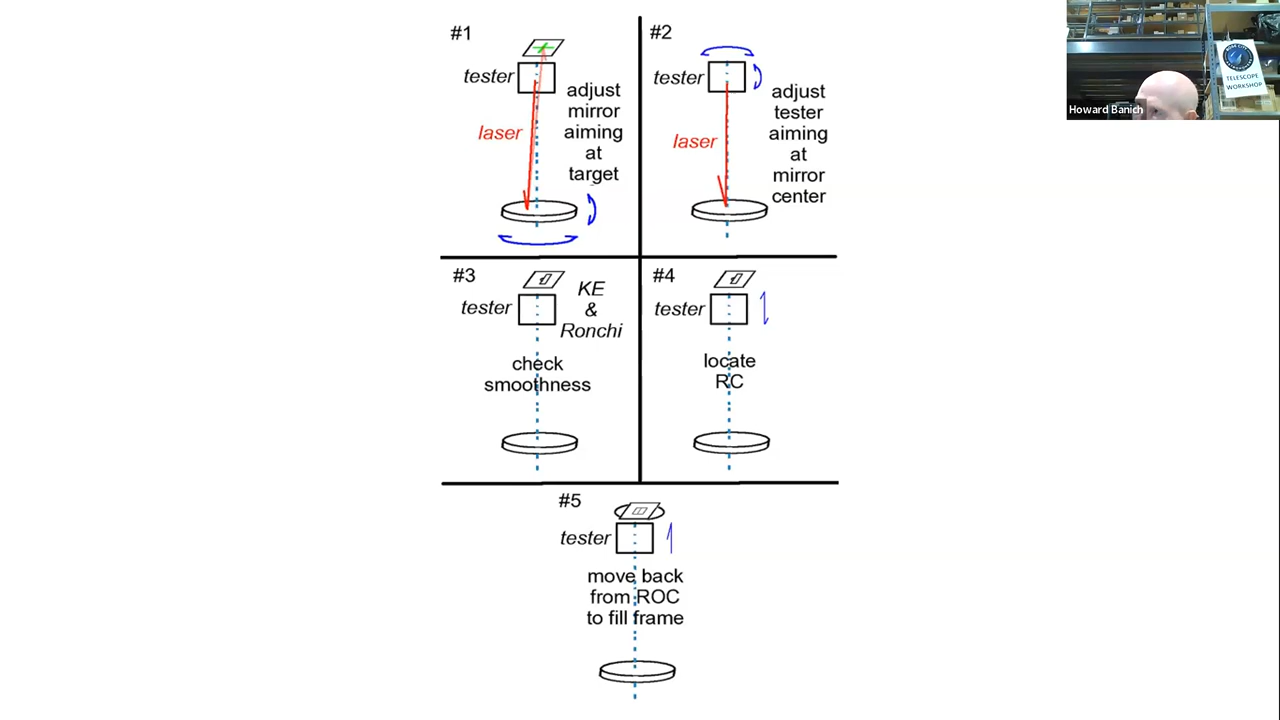 #1
tester
laser
adjust
mirror
aiming
at
target
#2
tester
laser
adjust
tester
aiming
at
mirror
center
#3
tester
KE
&
Ronchi
check
smoothness
#4
tester
locate
RC
#5
tester
move back
from ROC
to fill frame
Howard Banich
TELESCOPE
WORKSHOP